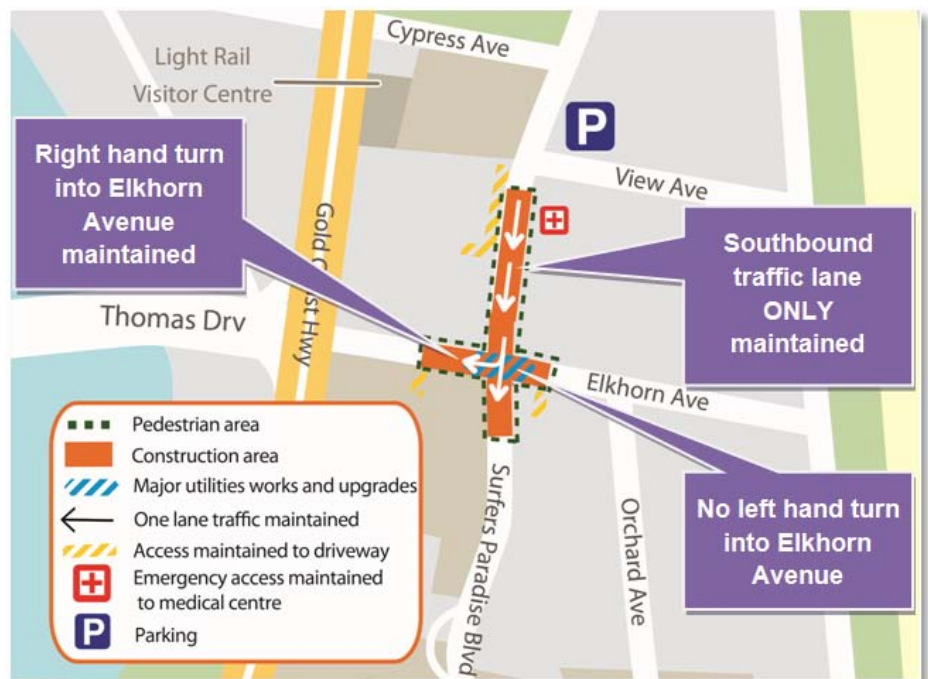 Cypress Ave
Light Rail
Visitor Centre
P
Right hand turn
into Elkhorn
Avenue
maintained
View Ave
Southbound
traffic lane
ONLY
maintained
Gold
st Hwy
Thomas Drv
Elkhorn Ave
Pedestrian area
Construction area
Major utilities works and upgrades
One lane traffic maintained
Access maintained to driveway
Emergency access maintained
to medical centre
P
Parking
Surfers Paradise Blvd
Orchard Ave
No left hand turn
into Elkhorn
Avenue